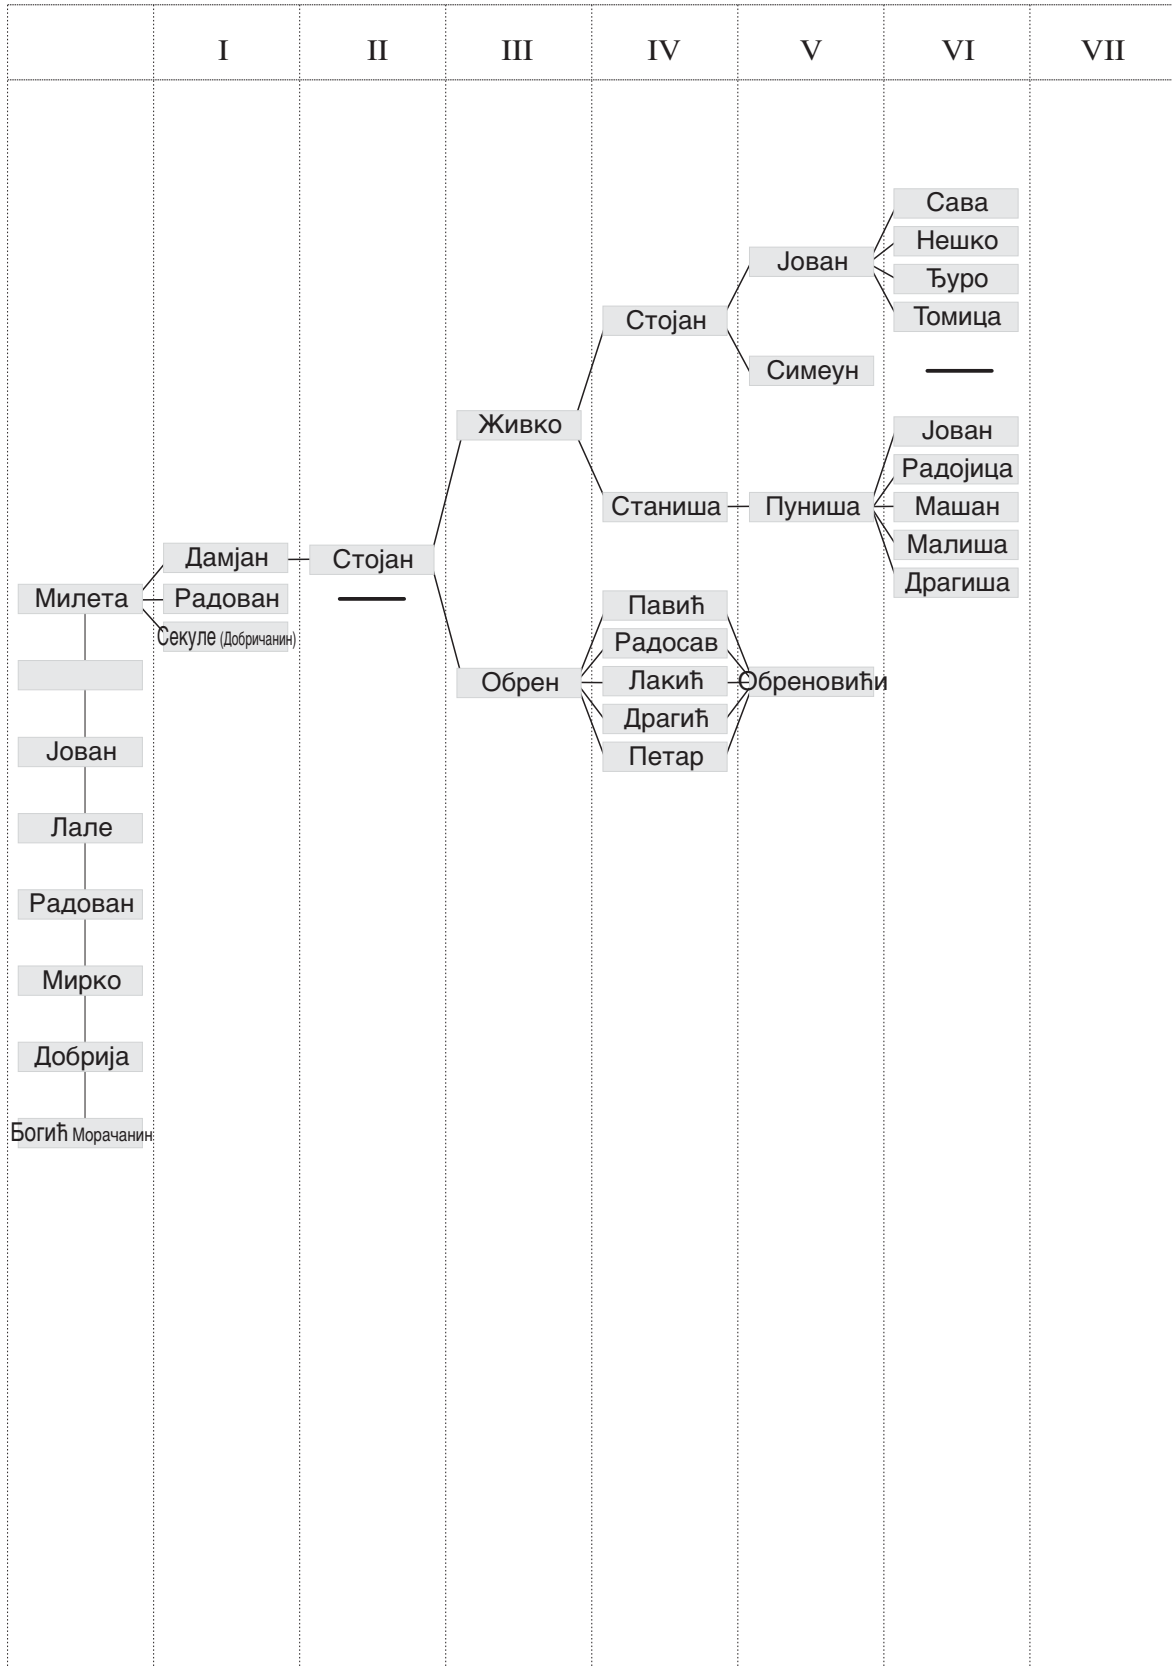 I II III IV V VI VII
Сава
Нешко
Јован
Ђуро
Томица
Стојан
Симеун
Живко
Јован
Радојица
Станиша Пуниша Машан
Малиша
Дамјан Стојан
Драгиша
Милета Радован
Павић
Секуле (Добричанин)
Радосав
Обрен Лакић Обреновићи
Драгић
Јован Петар
Лале
Радован
Мирко
Добрија
Богић Морачанин